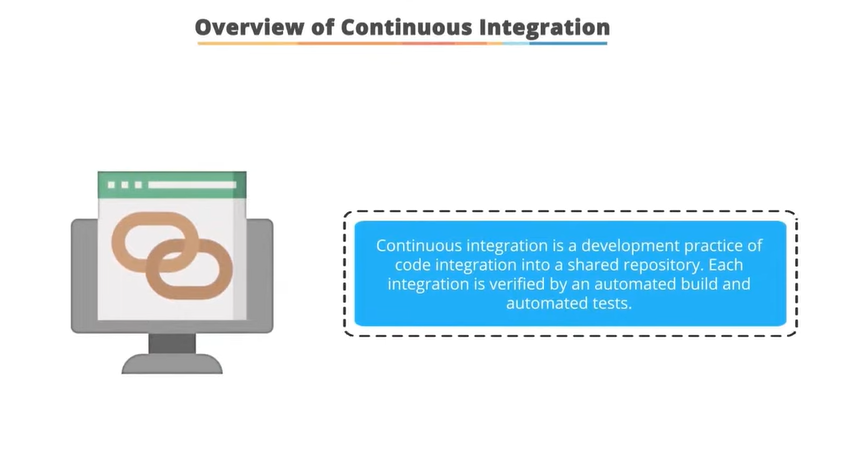 Overview of Continuous Integration
Continuous integration is a development practice of
code integration into a shared repository. Each
integration is verified by an automated build and
automated tests.